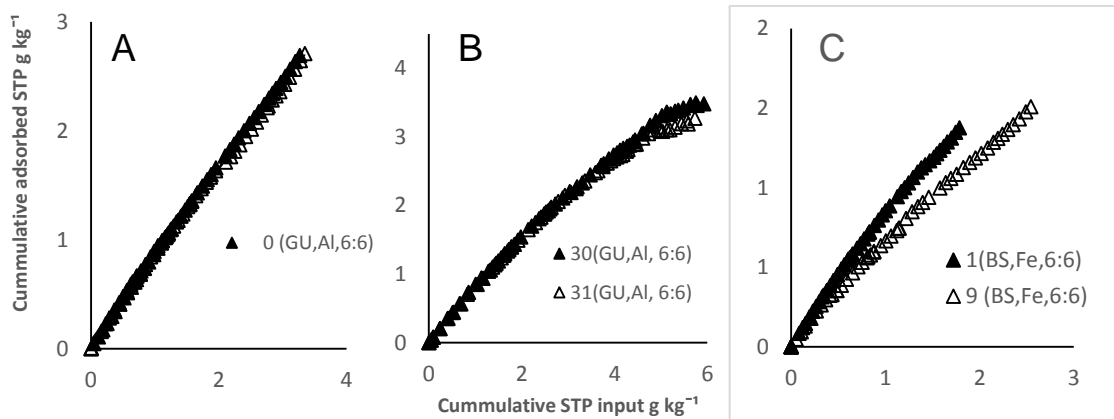 Cummulative adsorbed STP g kg⁻¹
A
3
2
1
0
0 2 4
0 (GU,Al,6:6)
B
4
3
2
1
0
0 2 4 6
30(GU,Al, 6:6)
31(GU,Al, 6:6)
C
2
2
1
1
0
0 1 2 3
1(BS,Fe,6:6)
9 (BS,Fe,6:6)
Cummulative STP input g kg⁻¹